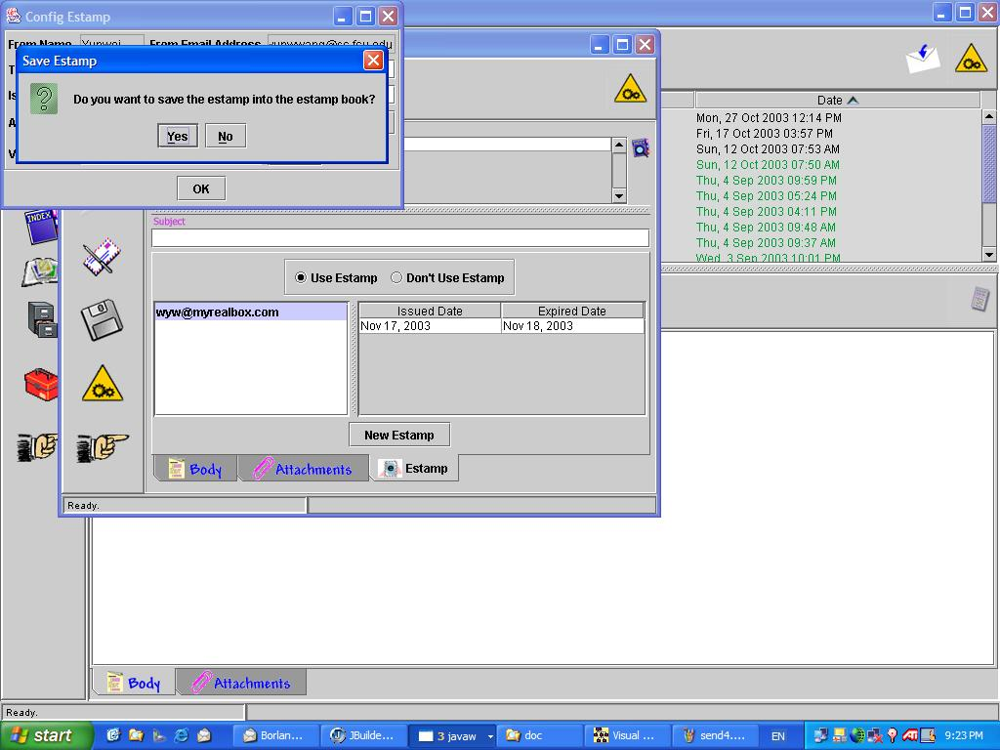 Config Estamp
From Name Yunwei From Email Address yunwwang@cs.fsu.edu
Save Estamp
Do you want to save the estamp into the estamp book?
Yes No
OK
Date
Mon, 27 Oct 2003 12:14 PM
Fri, 17 Oct 2003 03:57 PM
Sun, 12 Oct 2003 07:53 AM
Sun, 12 Oct 2003 07:50 AM
Thu, 4 Sep 2003 09:59 PM
Thu, 4 Sep 2003 05:24 PM
Thu, 4 Sep 2003 04:11 PM
Thu, 4 Sep 2003 09:48 AM
Thu, 4 Sep 2003 09:37 AM
Wed, 3 Sep 2003 10:01 PM
INDEX
Subject
Use Estamp Don't Use Estamp
wyw@myrealbox.com
Issued Date Expired Date
Nov 17, 2003 Nov 18, 2003
New Estamp
Body Attachments Estamp
Ready.
Body Attachments
Ready.
start Borlan... JBuilde... 3 javaw doc Visual ... send4.... EN 9:23 PM